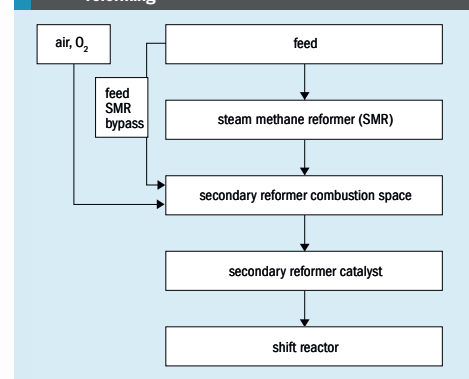 reforming
air, O₂
feed
feed
SMR
bypass
steam methane reformer (SMR)
secondary reformer combustion space
secondary reformer catalyst
shift reactor